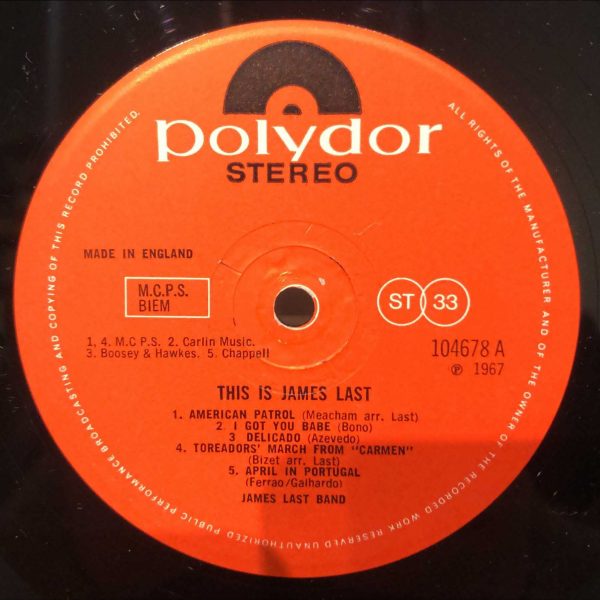 polydor
STEREO
MADE IN ENGLAND
M.C.P.S.
BIEM
ST 33
1, 4. M.C P.S. 2. Carlin Music.
3. Boosey & Hawkes. 5. Chappell
104678 A
℗ 1967
THIS IS JAMES LAST
1. AMERICAN PATROL (Meacham arr. Last)
2. I GOT YOU BABE (Bono)
3 DELICADO (Azevedo)
4. TOREADORS' MARCH FROM "CARMEN"
(Bizet arr. Last)
5. APRIL IN PORTUGAL
(Ferrao/Galhardo)
JAMES LAST BAND
ALL RIGHTS OF THE MANUFACTURER AND OF THE OWNER OF THE RECORDED WORK RESERVED UNAUTHORIZED PUBLIC PERFORMANCE BROADCASTING AND COPYING OF THIS RECORD PROHIBITED.